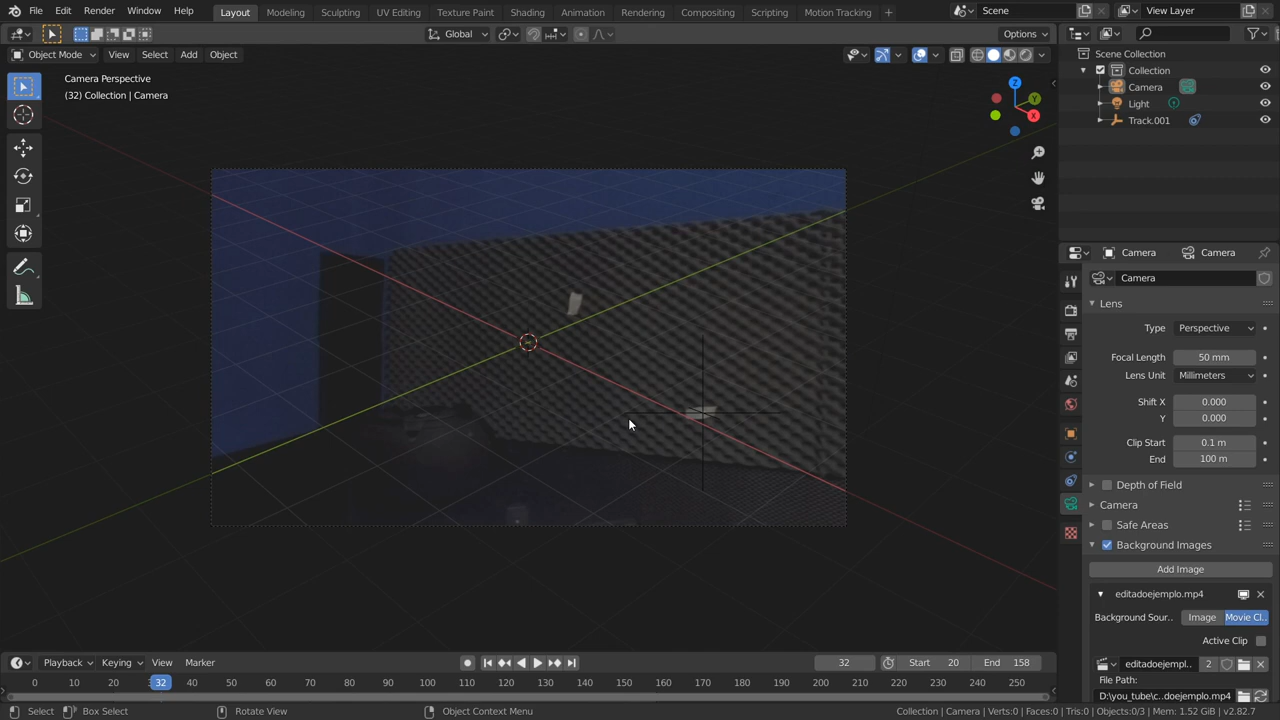 File Edit Render Window Help Layout Modeling Sculpting UV Editing Texture Paint Shading Animation Rendering Compositing Scripting Motion Tracking + Scene View Layer
Global Options
Object Mode View Select Add Object
Scene Collection
Collection
Camera
Light
Track.001
Camera Perspective
(32) Collection | Camera
Z
Y
X
Camera Camera
Camera
Lens
Type Perspective
Focal Length 50 mm
Lens Unit Millimeters
Shift X 0.000
Y 0.000
Clip Start 0.1 m
End 100 m
Depth of Field
Camera
Safe Areas
Background Images
Add Image
editadoejemplo.mp4
Background Sour.. Image Movie Cl..
Active Clip
editadoejempl.. 2
File Path:
D:\you_tube\c..doejemplo.mp4
Playback Keying View Marker 32 Start 20 End 158
0 10 20 32 40 50 60 70 80 90 100 110 120 130 140 150 160 170 180 190 200 210 220 230 240 250
Select Box Select Rotate View Object Context Menu Collection | Camera | Verts:0 | Faces:0 | Tris:0 | Objects:0/3 | Mem: 1.52 GiB | v2.82.7